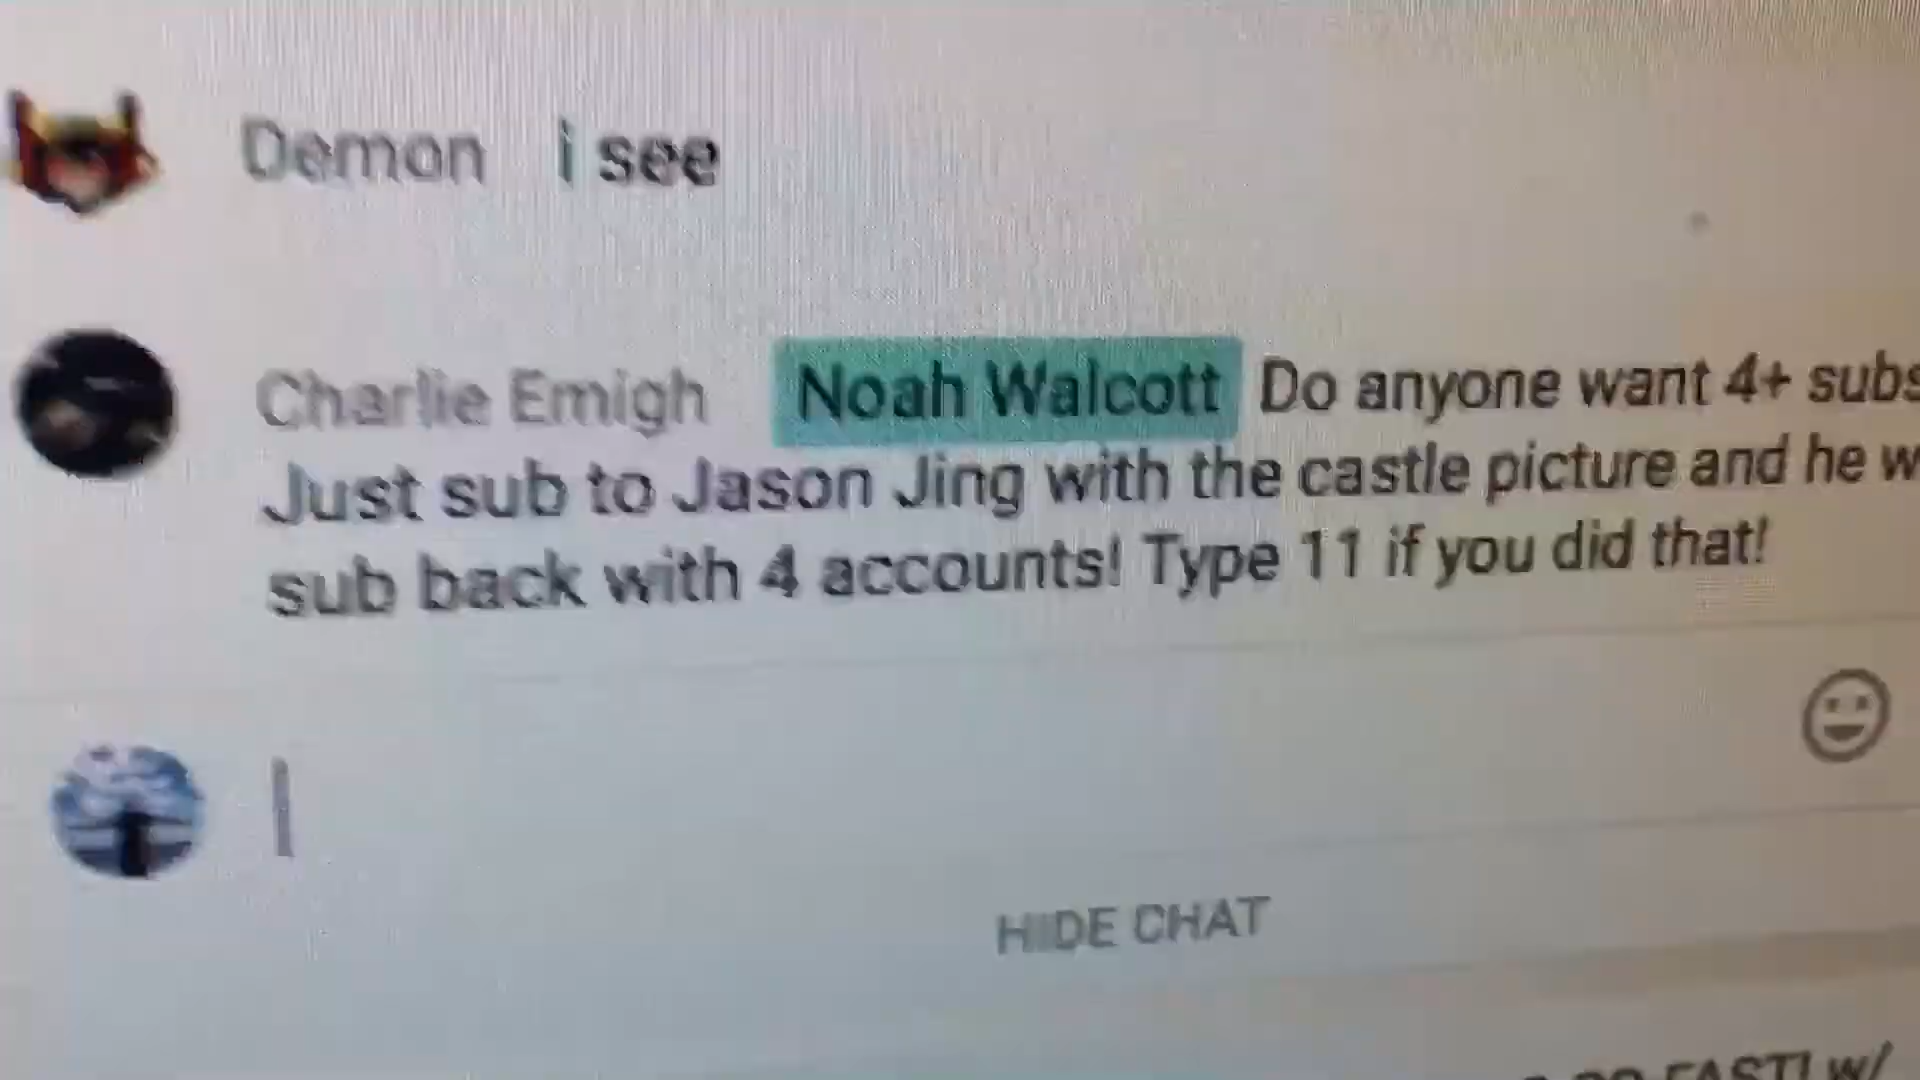 Demon i see
Charlie Emigh Noah Walcott Do anyone want 4+ subs
Just sub to Jason Jing with the castle picture and he w
sub back with 4 accounts! Type 11 if you did that!
HIDE CHAT
FAST! w/